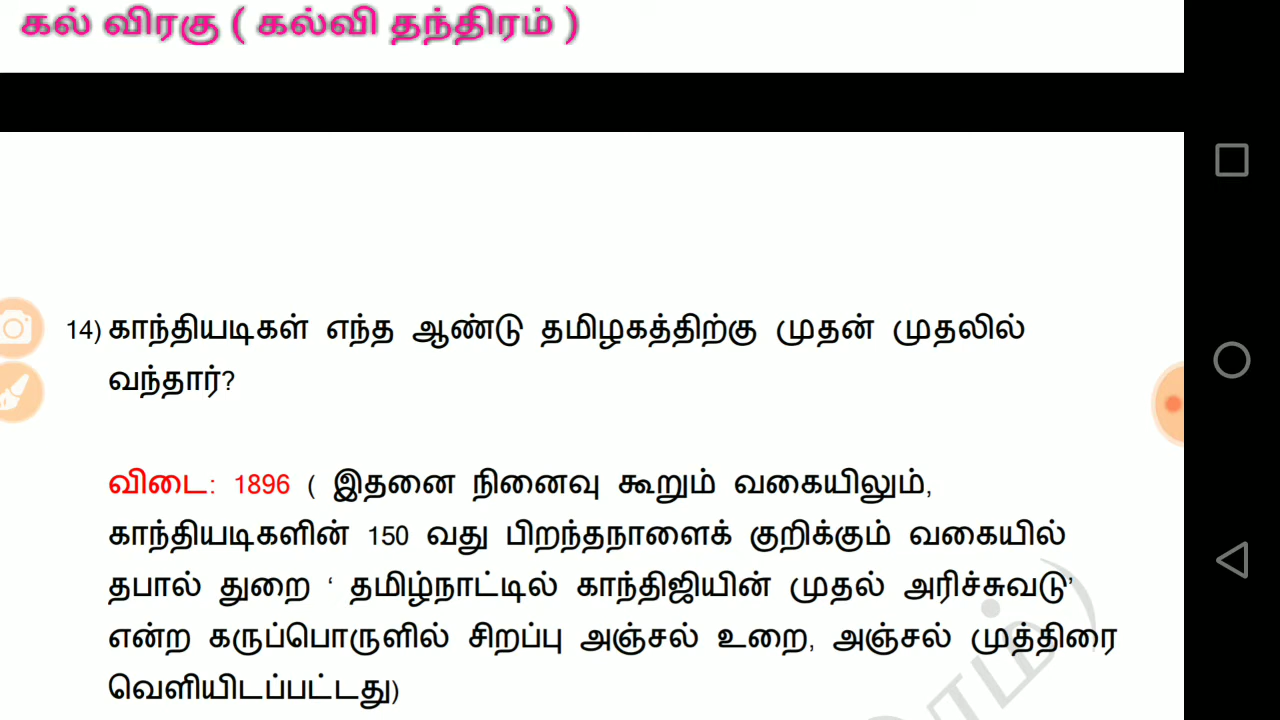 கல் விரகு ( கல்வி தந்திரம் )
14) காந்தியடிகள் எந்த ஆண்டு தமிழகத்திற்கு முதன் முதலில்
வந்தார்?
விடை: 1896 ( இதனை நினைவு கூறும் வகையிலும்,
காந்தியடிகளின் 150 வது பிறந்தநாளைக் குறிக்கும் வகையில்
தபால் துறை ‘ தமிழ்நாட்டில் காந்திஜியின் முதல் அரிச்சுவடு’
என்ற கருப்பொருளில் சிறப்பு அஞ்சல் உறை, அஞ்சல் முத்திரை
வெளியிடப்பட்டது)